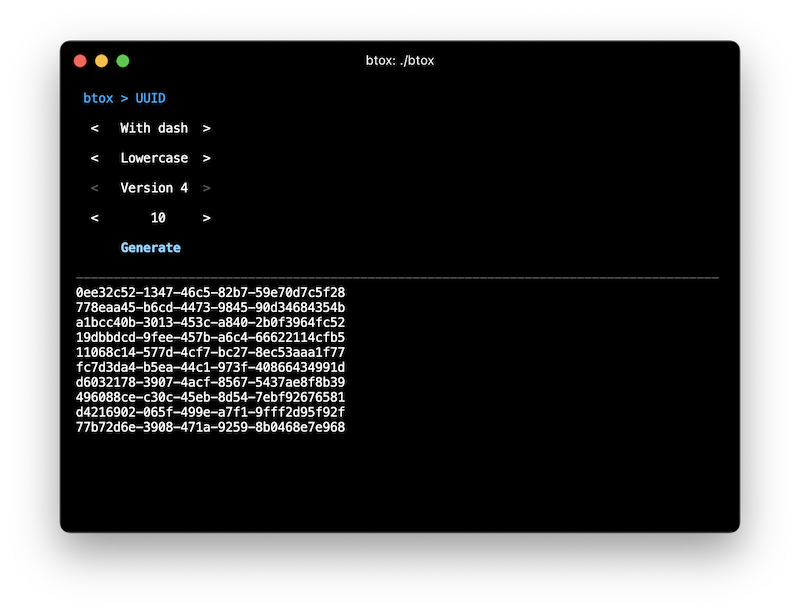 btox: ./btox
btox > UUID
< With dash >
< Lowercase >
< Version 4 >
< 10 >
Generate
0ee32c52-1347-46c5-82b7-59e70d7c5f28
778eaa45-b6cd-4473-9845-90d34684354b
a1bcc40b-3013-453c-a840-2b0f3964fc52
19dbbdcd-9fee-457b-a6c4-66622114cfb5
11068c14-577d-4cf7-bc27-8ec53aaa1f77
fc7d3da4-b5ea-44c1-973f-40866434991d
d6032178-3907-4acf-8567-5437ae8f8b39
496088ce-c30c-45eb-8d54-7ebf92676581
d4216902-065f-499e-a7f1-9fff2d95f92f
77b72d6e-3908-471a-9259-8b0468e7e968